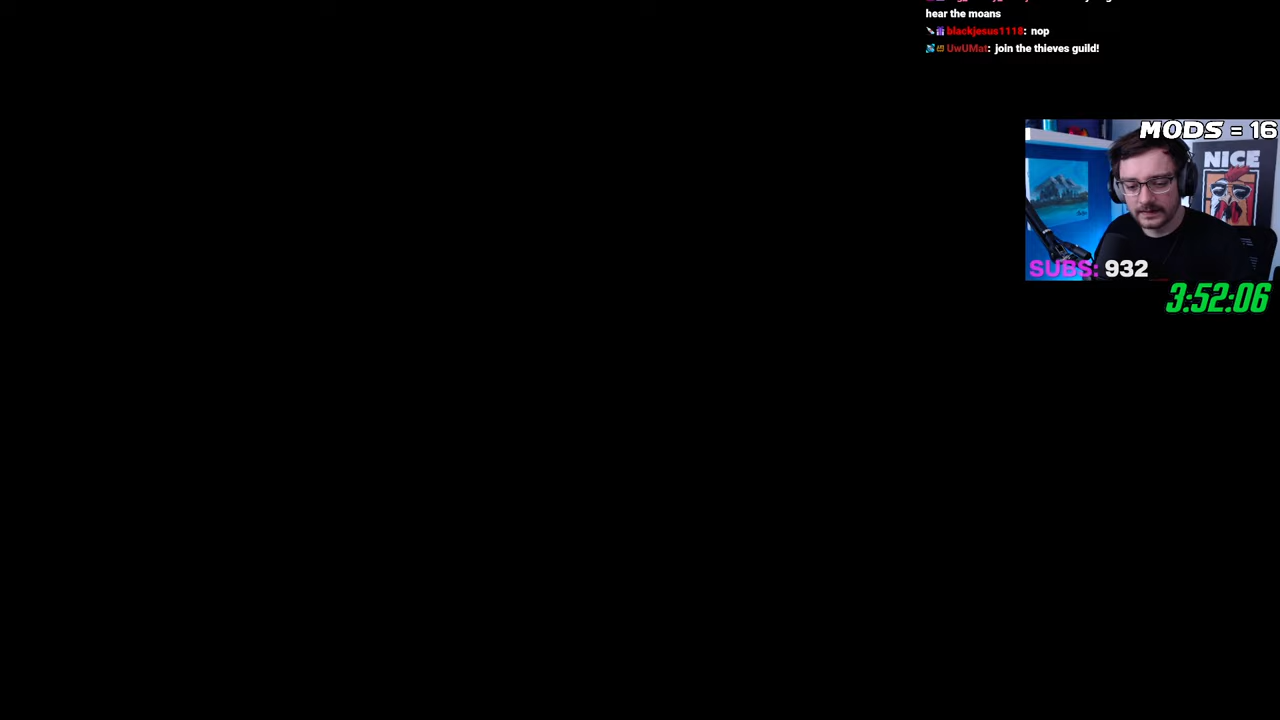 hear the moans
blackjesus1118: nop
UwUMat: join the thieves guild!
MODS = 16
NICE
SUBS: 932
3:52:06